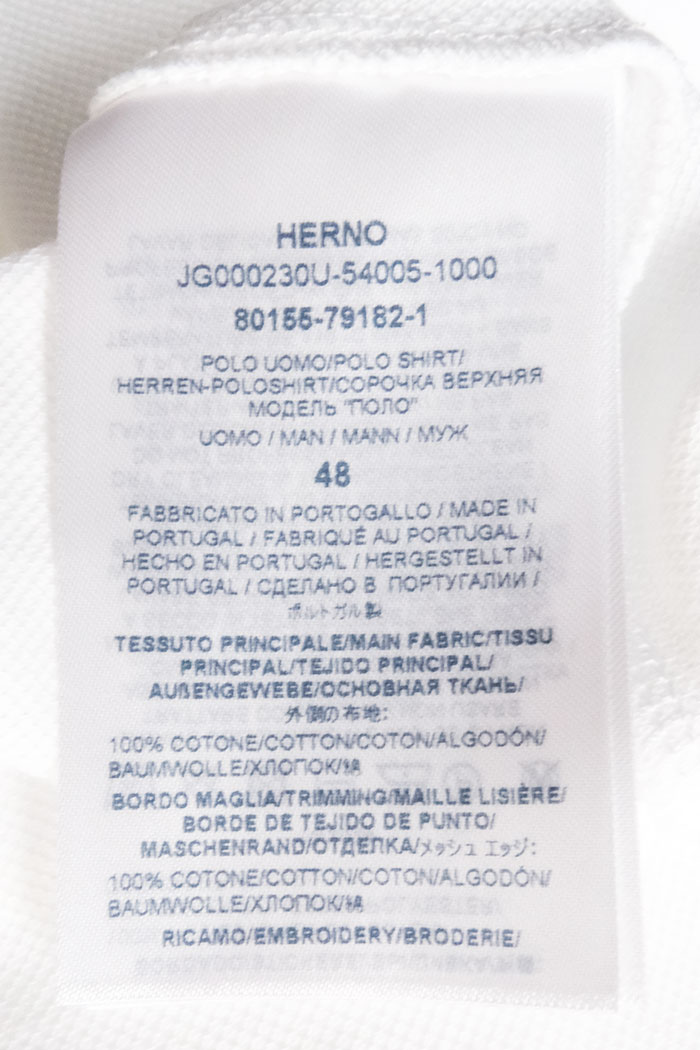 HERNO
JG000230U-54005-1000
80155-79182-1
POLO UOMO/POLO SHIRT/
HERREN-POLOSHIRT/СОРОЧКА ВЕРХНЯЯ
МОДЕЛЬ "ПОЛО"
UOMO / MAN / MANN / МУЖ
48
FABBRICATO IN PORTOGALLO / MADE IN
PORTUGAL / FABRIQUÉ AU PORTUGAL /
HECHO EN PORTUGAL / HERGESTELLT IN
PORTUGAL / СДЕЛАНО В ПОРТУГАЛИИ /
ポルトガル製
TESSUTO PRINCIPALE/MAIN FABRIC/TISSU
PRINCIPAL/TEJIDO PRINCIPAL/
AUßENGEWEBE/ОСНОВНАЯ ТКАНЬ/
外側の布地:
100% COTONE/COTTON/COTON/ALGODÓN/
BAUMWOLLE/ХЛОПОК/綿
BORDO MAGLIA/TRIMMING/MAILLE LISIÈRE/
BORDE DE TEJIDO DE PUNTO/
MASCHENRAND/ОТДЕЛКА/メッシュ エッジ:
100% COTONE/COTTON/COTON/ALGODÓN/
BAUMWOLLE/ХЛОПОК/綿
RICAMO/EMBROIDERY/BRODERIE/